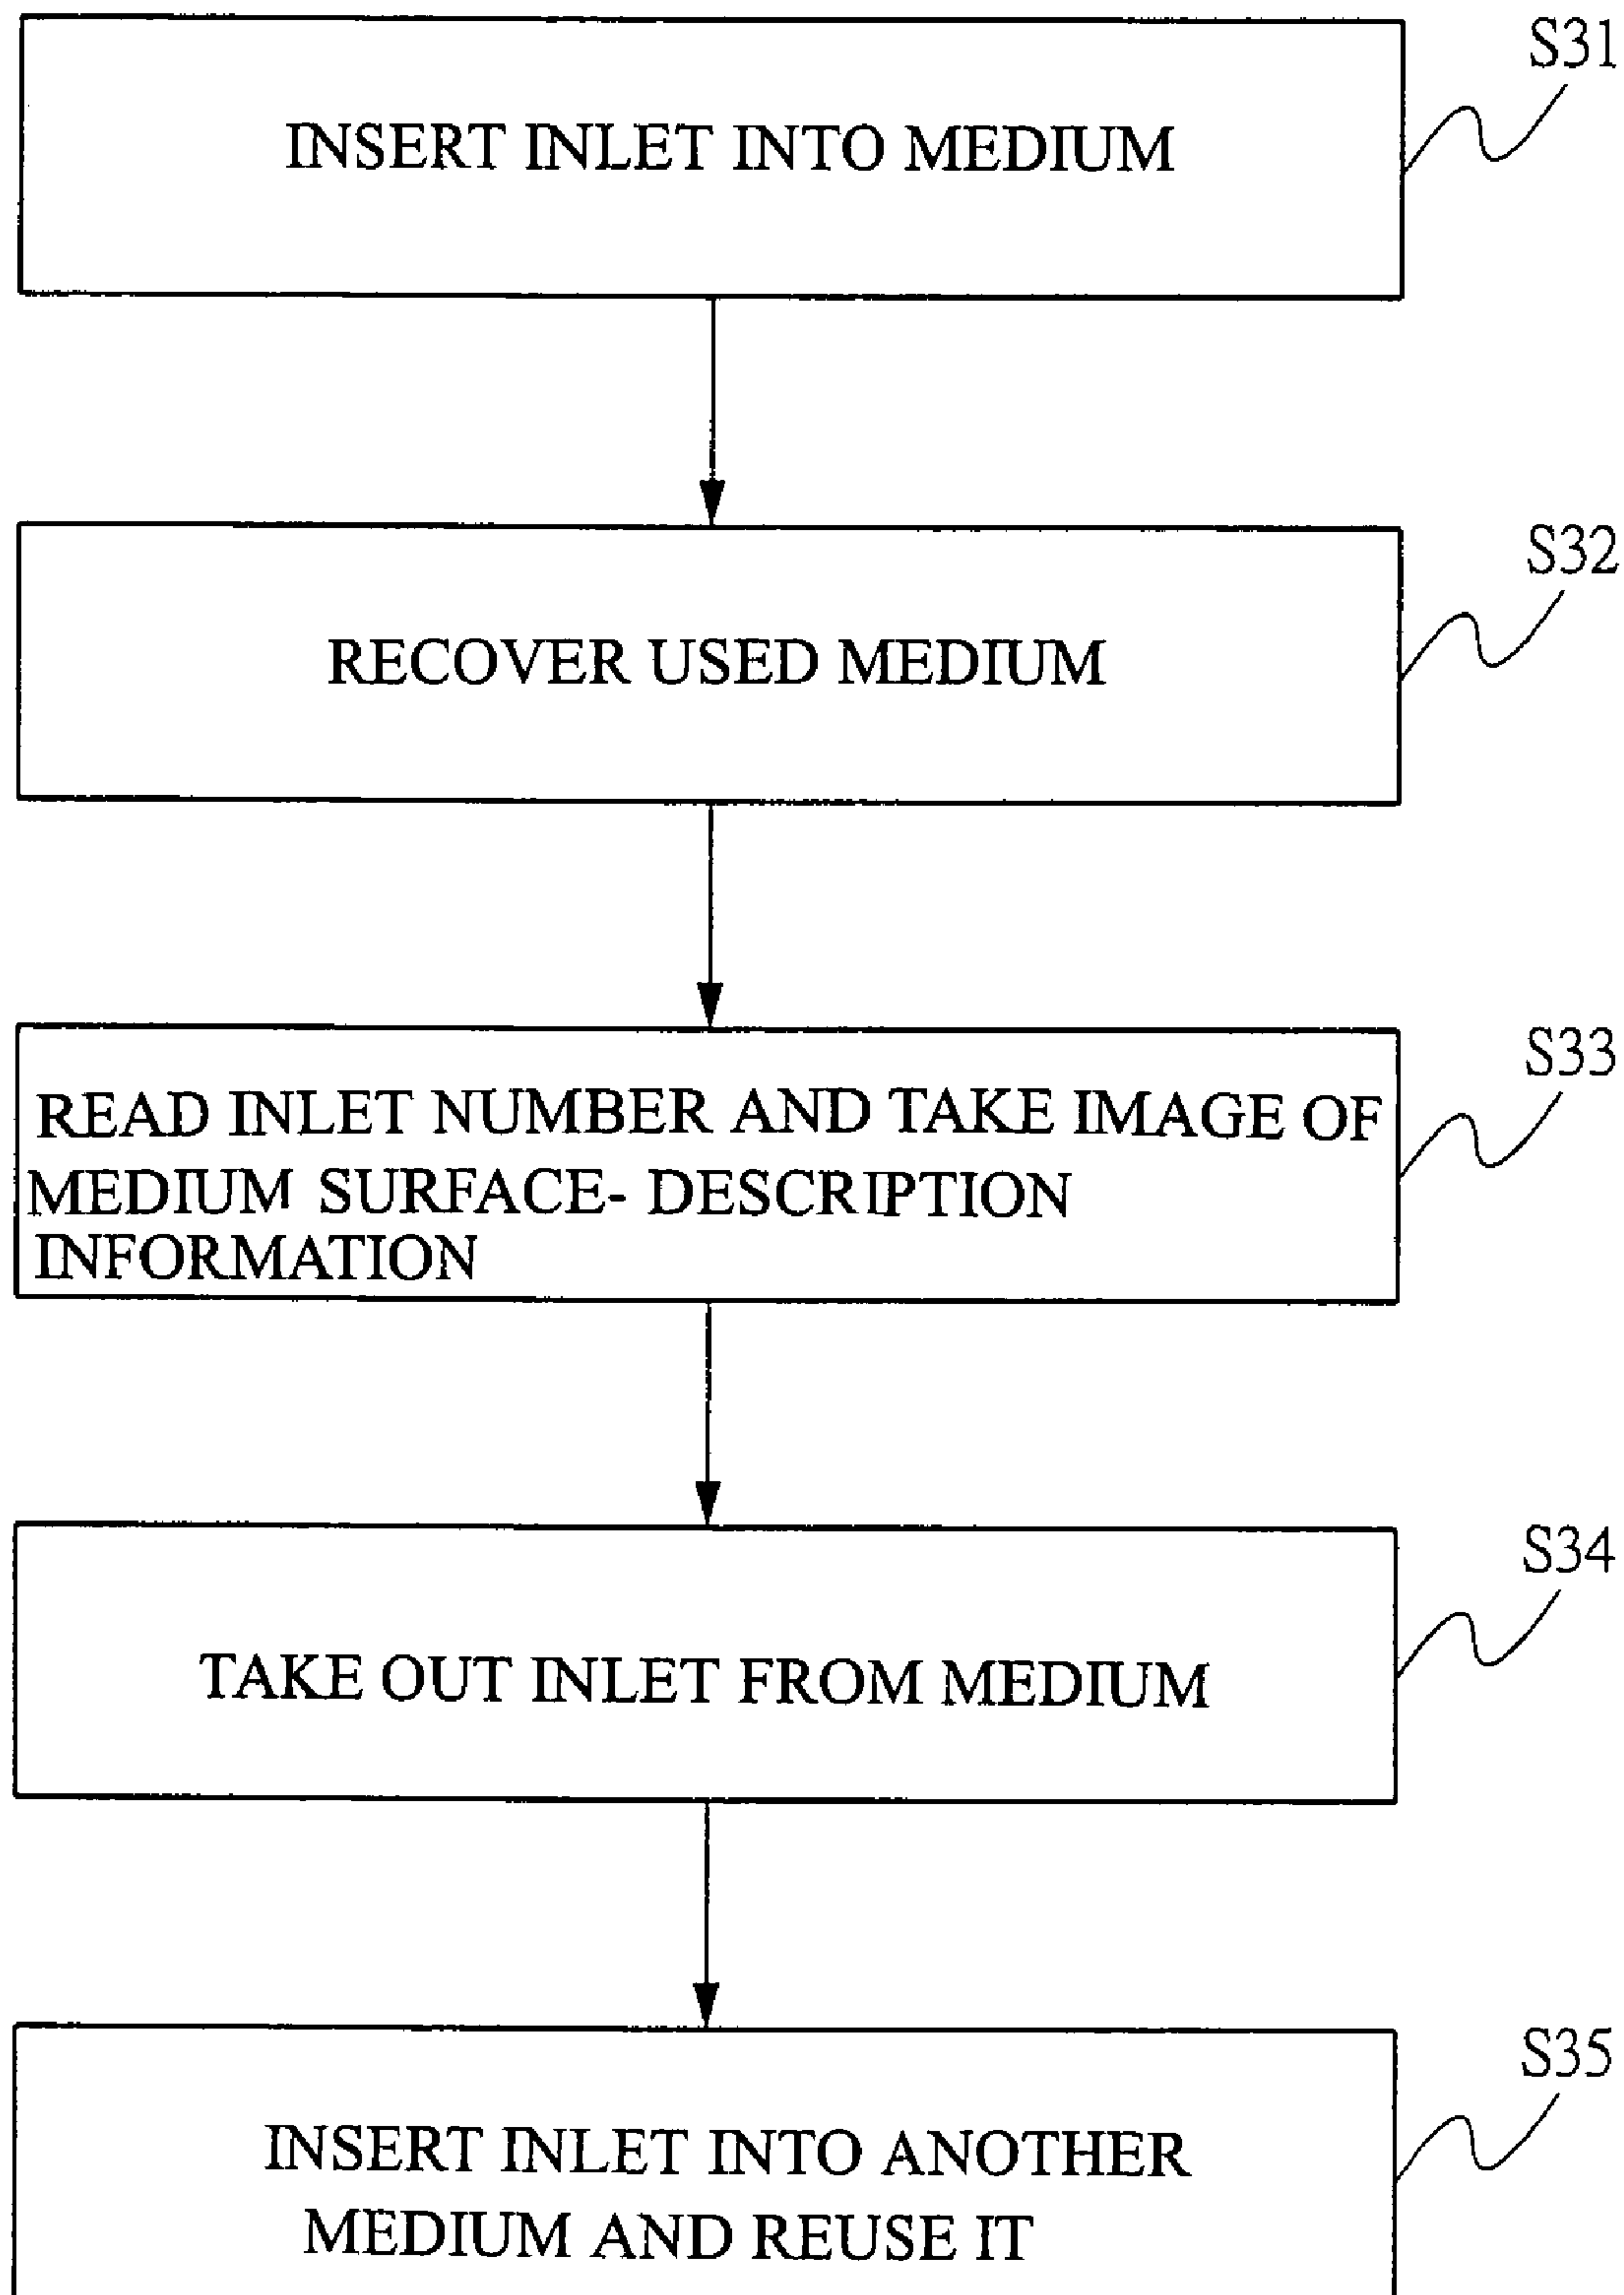 S31
INSERT INLET INTO MEDIUM
S32
RECOVER USED MEDIUM
S33
READ INLET NUMBER AND TAKE IMAGE OF
MEDIUM SURFACE- DESCRIPTION
INFORMATION
S34
TAKE OUT INLET FROM MEDIUM
S35
INSERT INLET INTO ANOTHER
MEDIUM AND REUSE IT